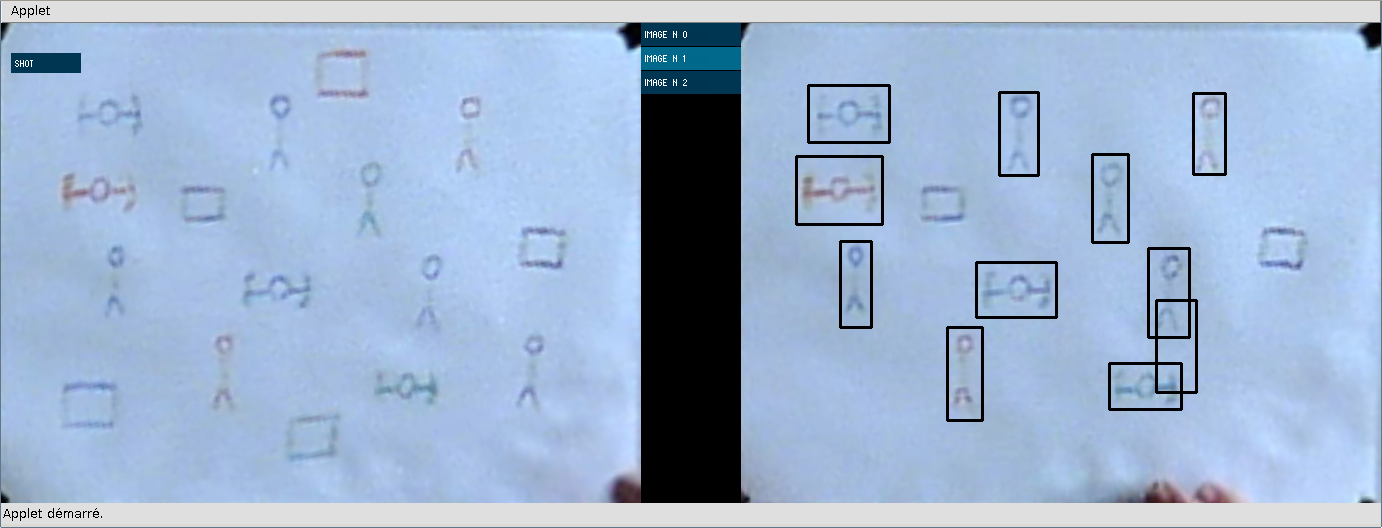 Applet
SHOT
IMAGE N 0
IMAGE N 1
IMAGE N 2
Applet démarré.